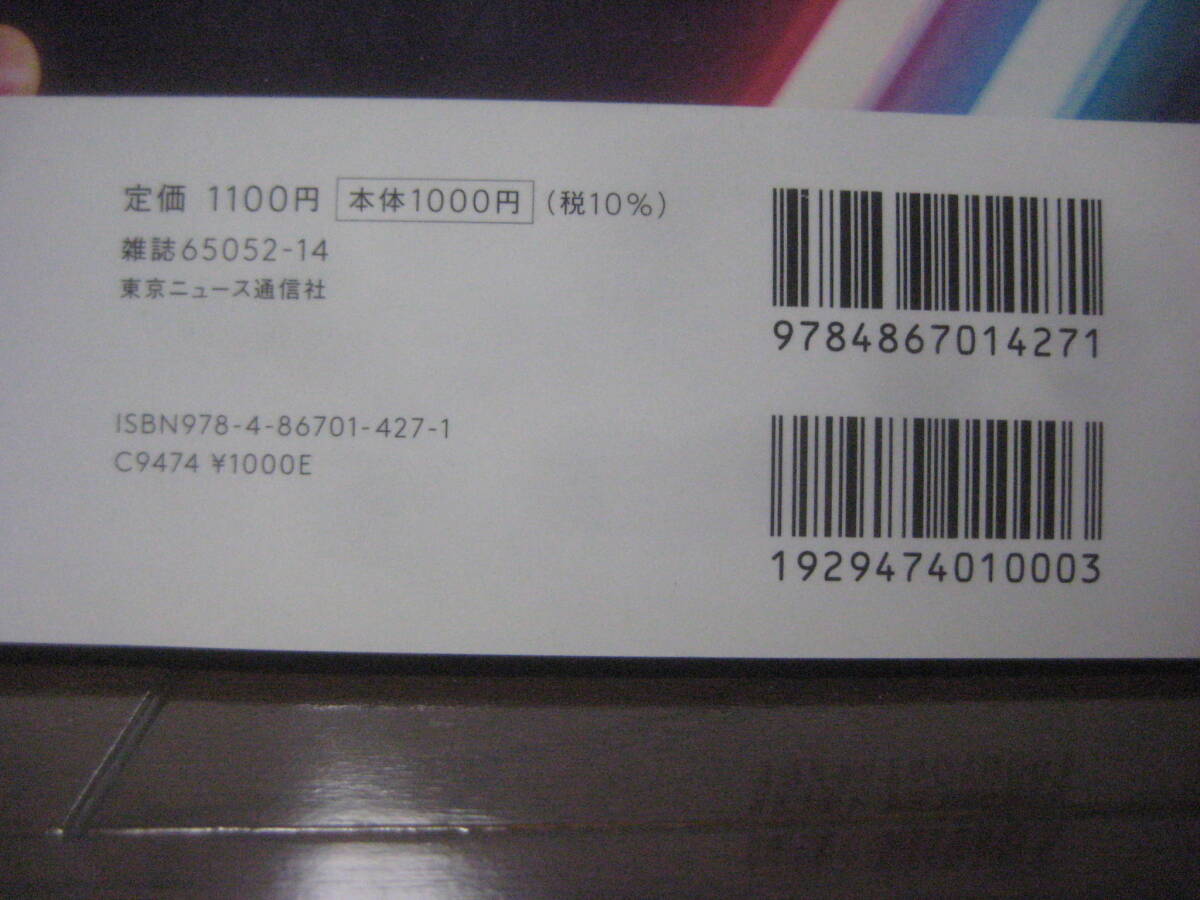 定価 1100円 本体1000円 (税10%)
雑誌65052-14
東京ニュース通信社
9784867014271
ISBN978-4-86701-427-1
C9474 ¥1000E
1929474010003